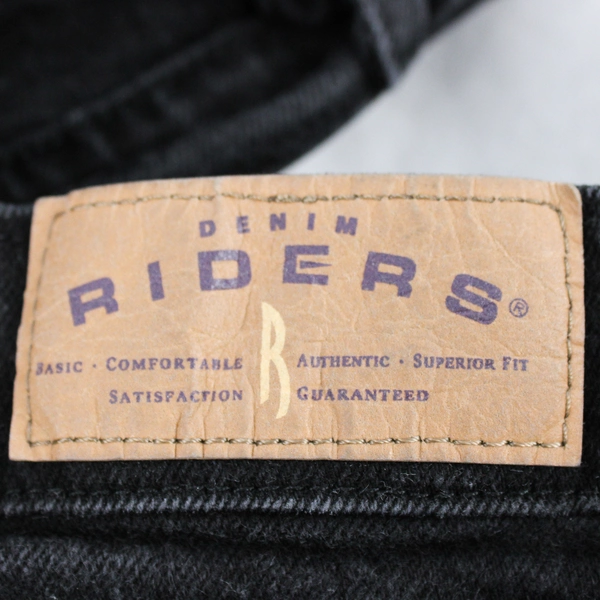 DENIM
RIDERS®
BASIC · COMFORTABLE R AUTHENTIC · SUPERIOR FIT
SATISFACTION GUARANTEED